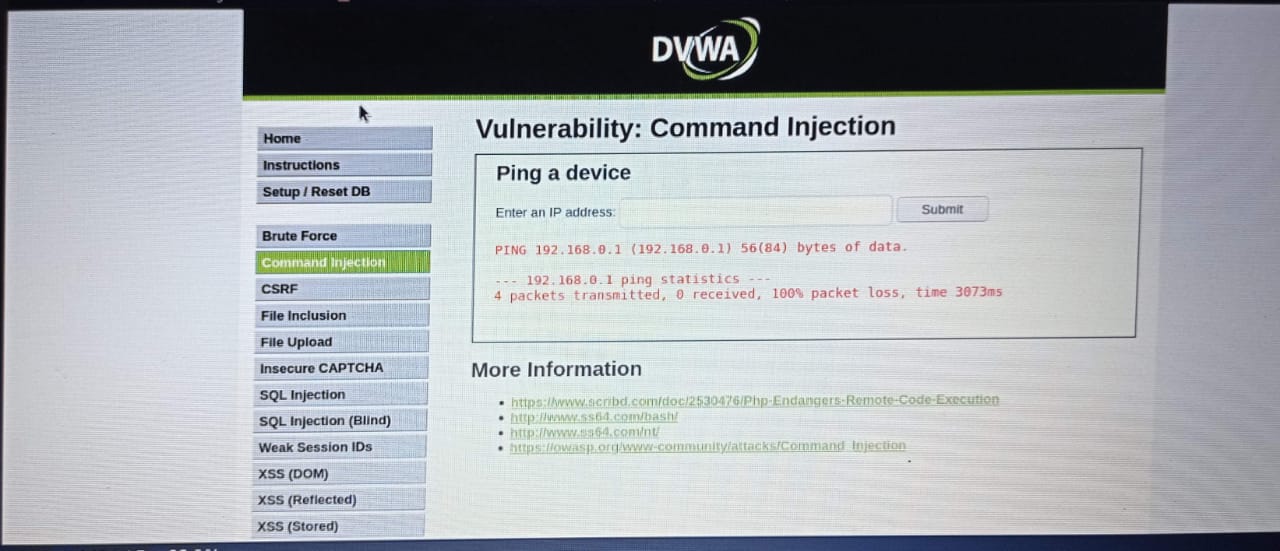 DVWA
Home
Instructions
Setup / Reset DB
Brute Force
Command Injection
CSRF
File Inclusion
File Upload
Insecure CAPTCHA
SQL Injection
SQL Injection (Blind)
Weak Session IDs
XSS (DOM)
XSS (Reflected)
XSS (Stored)
Vulnerability: Command Injection
Ping a device
Enter an IP address:
Submit
PING 192.168.0.1 (192.168.0.1) 56(84) bytes of data.
--- 192.168.0.1 ping statistics ---
4 packets transmitted, 0 received, 100% packet loss, time 3073ms
More Information
https://www.scribd.com/doc/2530476/Php-Endangers-Remote-Code-Execution
http://www.ss64.com/bash/
http://www.ss64.com/nt/
https://owasp.org/www-community/attacks/Command_Injection